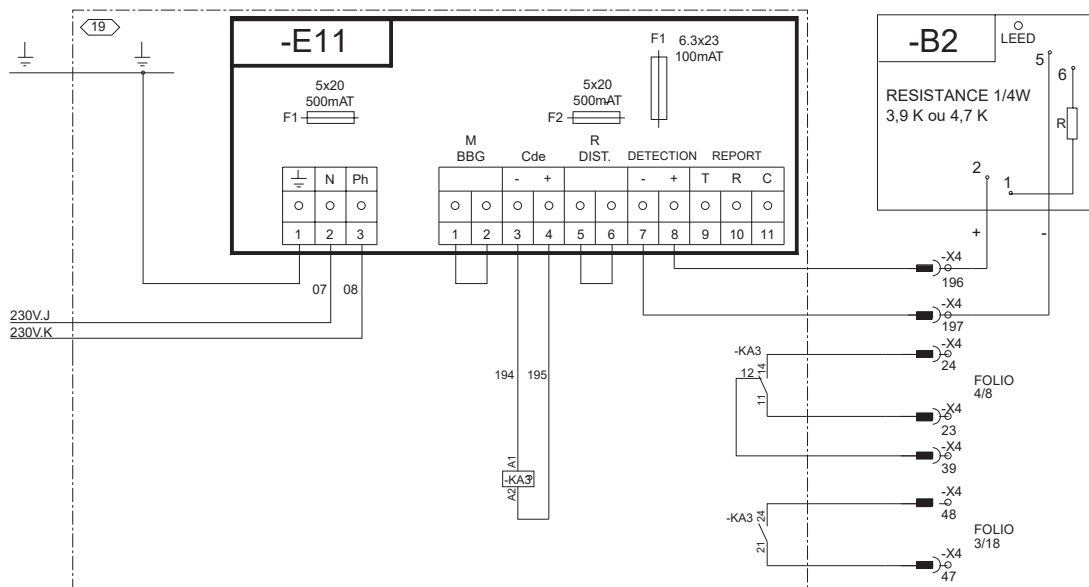 19
-E11
F1
6.3x23
100mAT
5x20
500mAT
F1
5x20
500mAT
F2
-B2
LEED
5
6
RESISTANCE 1/4W
3,9 K ou 4,7 K
R
2
1
+
-
M
BBG
Cde
R
DIST.
DETECTION
REPORT
N
Ph
-
+
-
+
T
R
C
1
2
3
1
2
3
4
5
6
7
8
9
10
11
07
08
230V.J
230V.K
194
195
A1
-KA3
A2
-X4
196
-X4
197
-X4
24
-KA3
14
12
11
FOLIO
4/8
-X4
23
-X4
39
-X4
48
-KA3
24
21
FOLIO
3/18
-X4
47